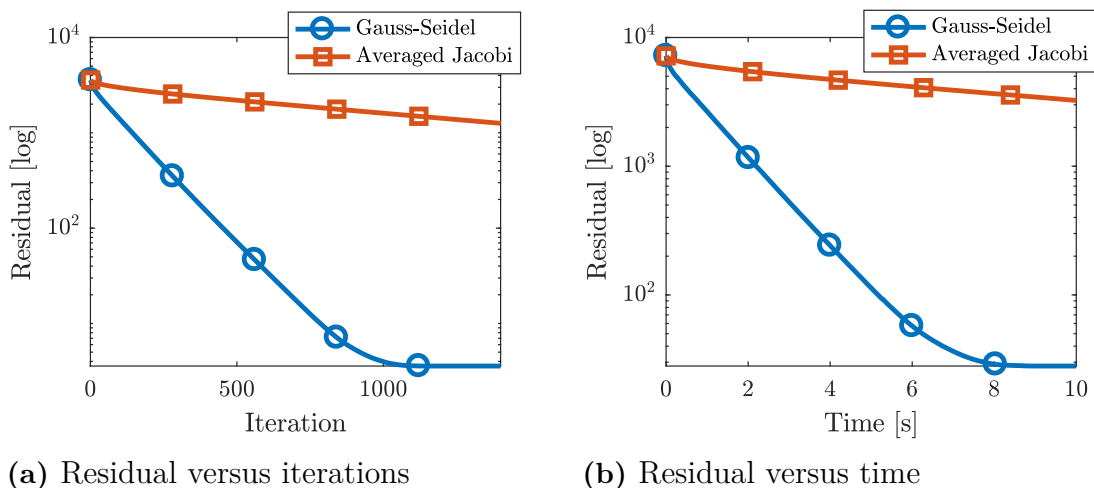 Gauss-Seidel
Averaged Jacobi
10^4
10^2
Residual [log]
0 500 1000
Iteration
(a) Residual versus iterations
Gauss-Seidel
Averaged Jacobi
10^4
10^3
10^2
Residual [log]
0 2 4 6 8 10
Time [s]
(b) Residual versus time